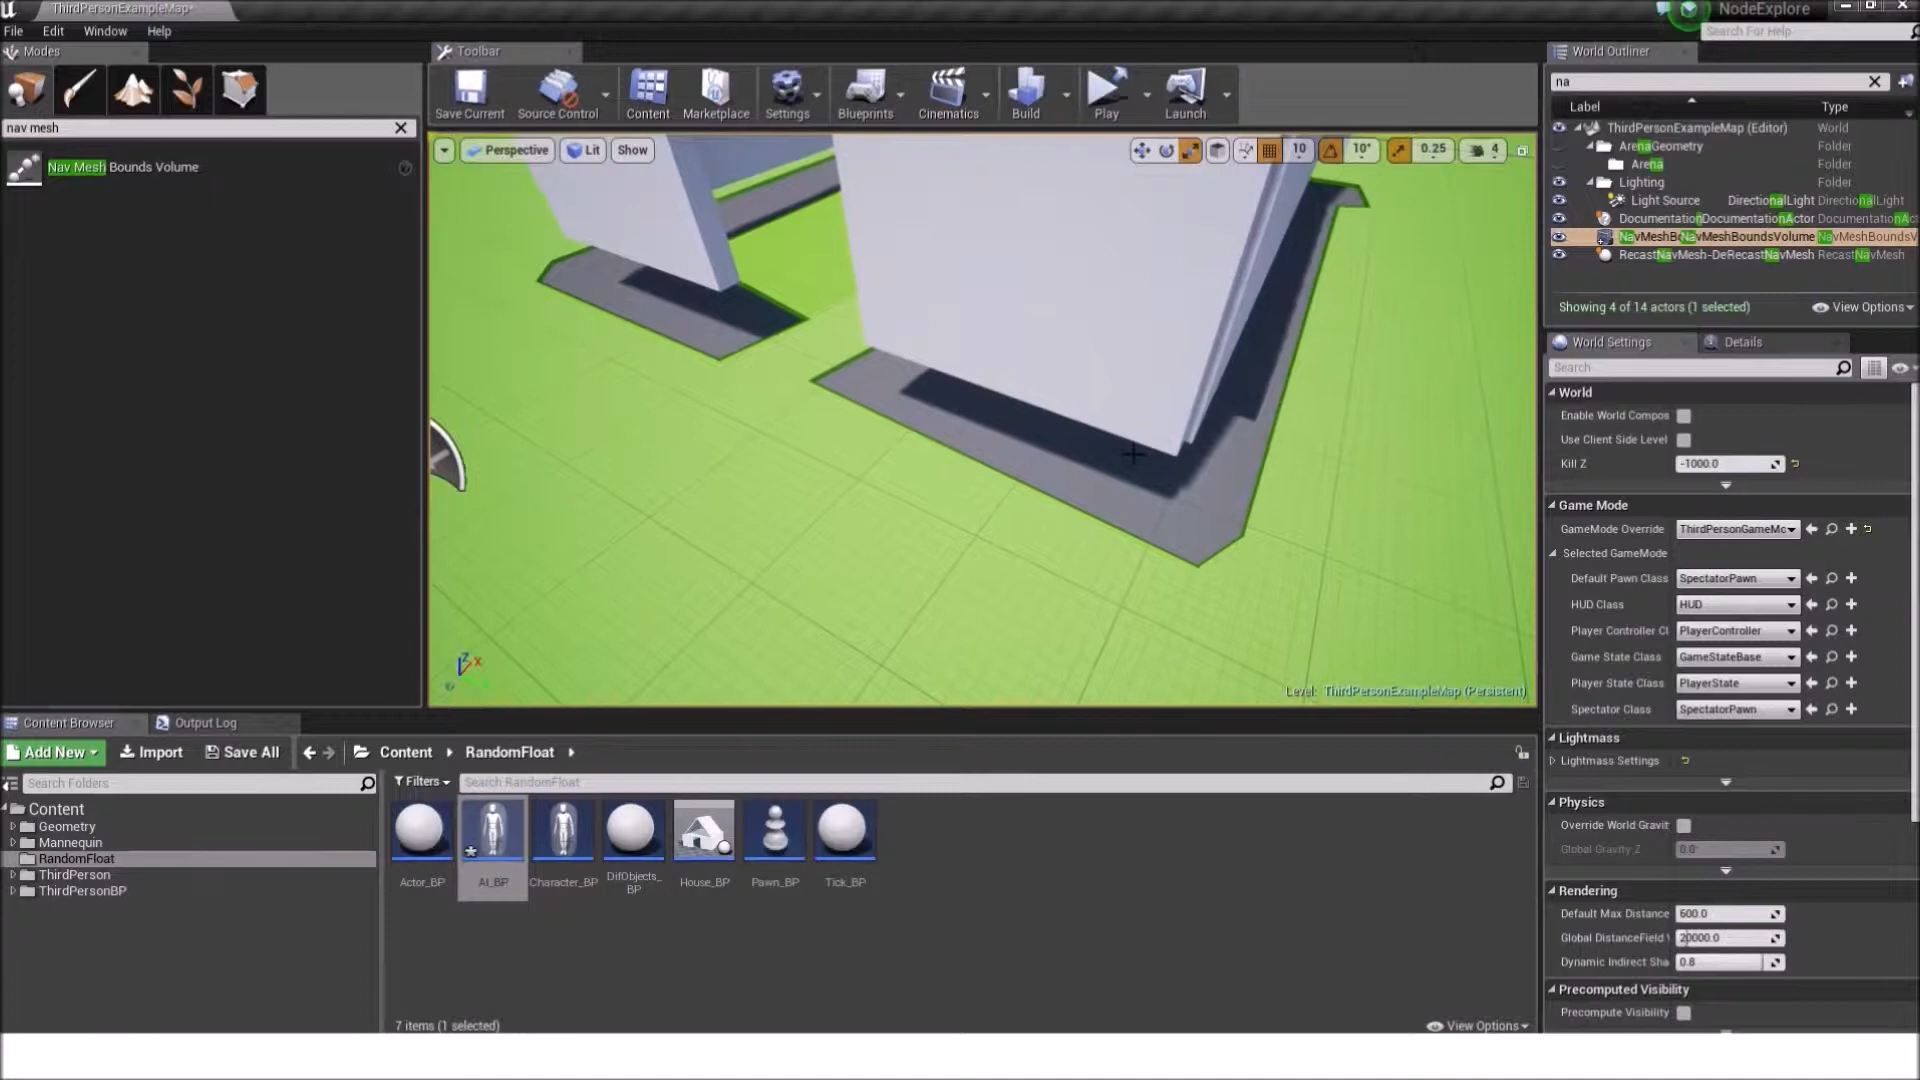 ThirdPersonExampleMap*
NodeExplore
File Edit Window Help
Search For Help
Modes
nav mesh
Nav Mesh Bounds Volume
Toolbar
Save Current Source Control Content Marketplace Settings Blueprints Cinematics Build Play Launch
Perspective Lit Show
10 10° 0.25 4
Level: ThirdPersonExampleMap (Persistent)
World Outliner
na
Label Type
ThirdPersonExampleMap (Editor) World
ArenaGeometry Folder
Arena Folder
Lighting Folder
Light Source DirectionalLight DirectionalLight
DocumentationDocumentationActor DocumentationAct
NavMeshBoNavMeshBoundsVolume NavMeshBoundsV
RecastNavMesh-DeRecastNavMesh RecastNavMesh
Showing 4 of 14 actors (1 selected) View Options
World Settings Details
Search
World
Enable World Compos
Use Client Side Level
Kill Z -1000.0
Game Mode
GameMode Override ThirdPersonGameMo
Selected GameMode
Default Pawn Class SpectatorPawn
HUD Class HUD
Player Controller Cl PlayerController
Game State Class GameStateBase
Player State Class PlayerState
Spectator Class SpectatorPawn
Lightmass
Lightmass Settings
Physics
Override World Gravit
Global Gravity Z 0.0
Rendering
Default Max Distance 600.0
Global DistanceField 20000.0
Dynamic Indirect Sha 0.8
Precomputed Visibility
Precompute Visibility
Content Browser Output Log
Add New Import Save All Content RandomFloat
Search Folders
Filters Search RandomFloat
Content
Geometry
Mannequin
RandomFloat
ThirdPerson
ThirdPersonBP
Actor_BP AI_BP Character_BP DifObjects_BP House_BP Pawn_BP Tick_BP
7 items (1 selected) View Options